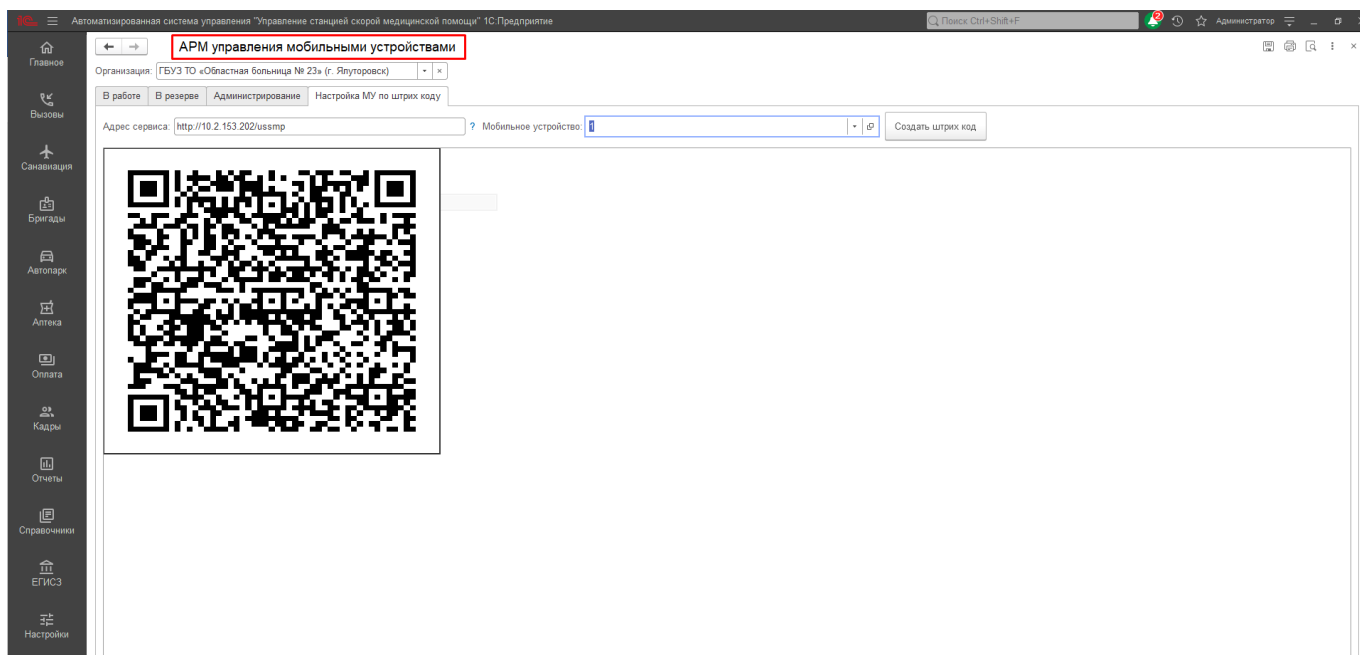 1С Автоматизированная система управления "Управление станцией скорой медицинской помощи" 1С:Предприятие
Поиск Ctrl+Shift+F
2
Администратор
Главное
Вызовы
Санавиация
Бригады
Автопарк
Аптека
Оплата
Кадры
Отчеты
Справочники
ЕГИСЗ
Настройки
АРМ управления мобильными устройствами
Организация: ГБУЗ ТО «Областная больница № 23» (г. Ялуторовск)
В работе В резерве Администрирование Настройка МУ по штрих коду
Адрес сервиса: http://10.2.153.202/ussmp ? Мобильное устройство: 1 Создать штрих код